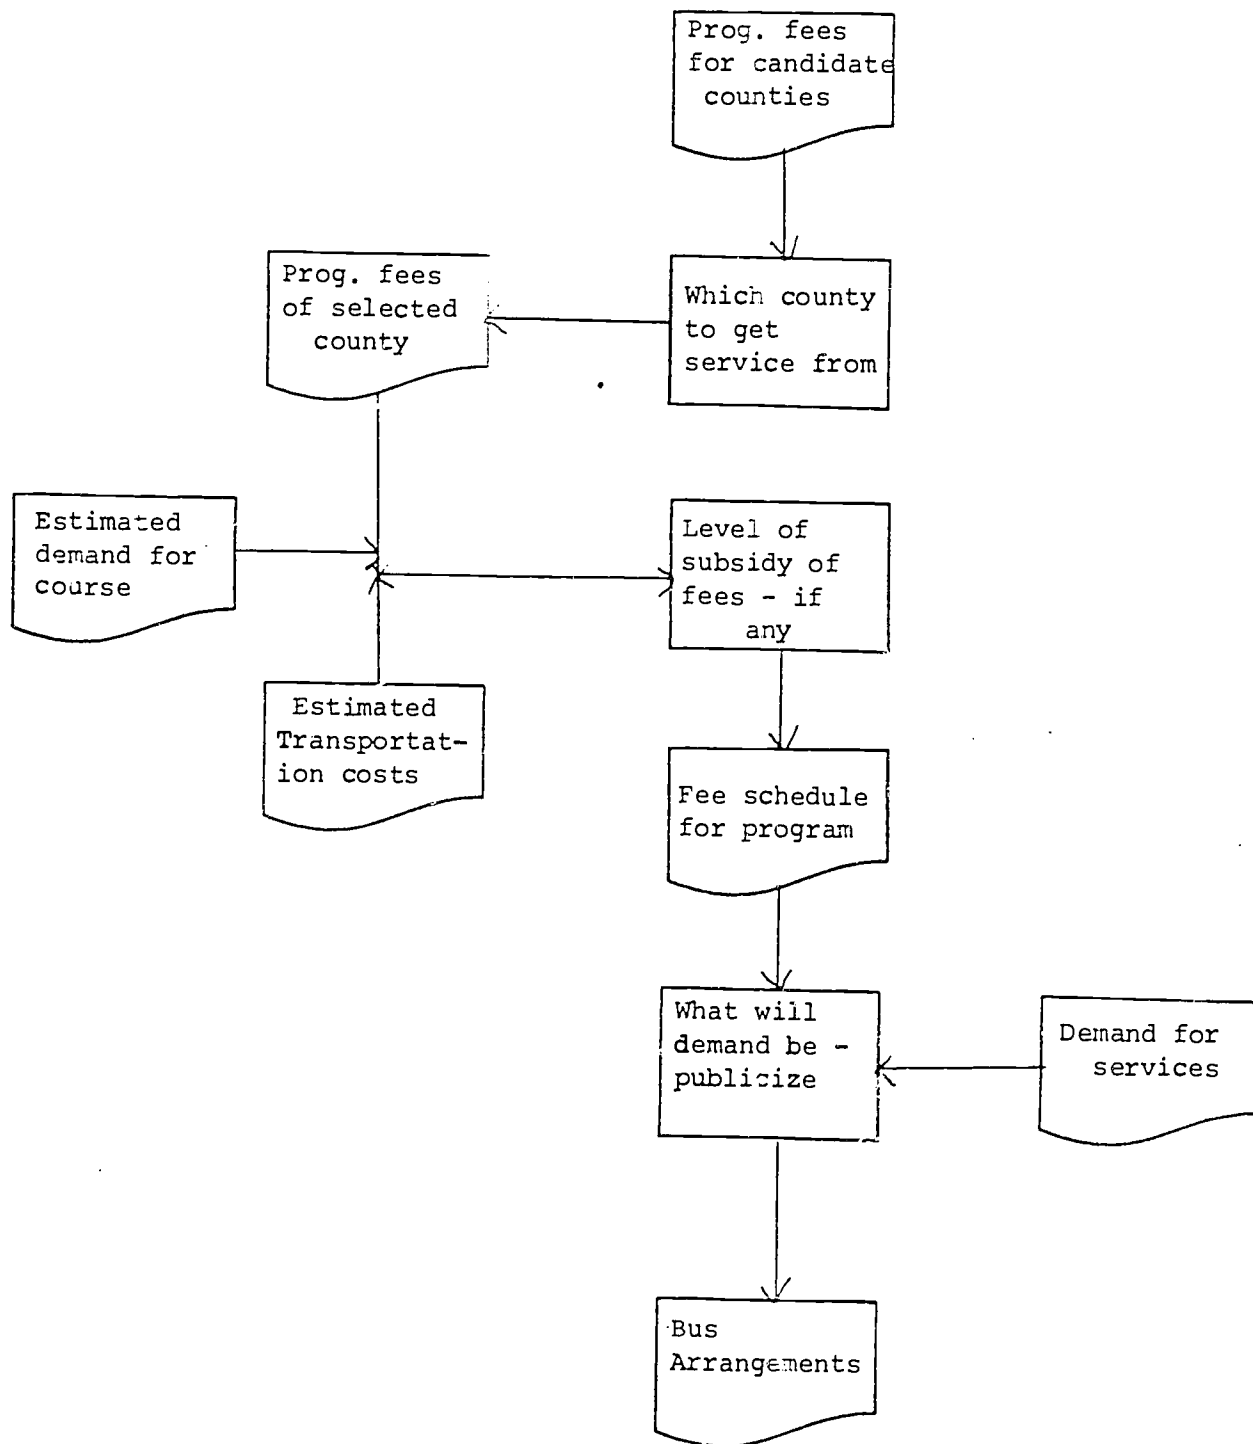 Prog. fees
for candidate
counties
Prog. fees
of selected
county
Which county
to get
service from
Estimated
demand for
course
Level of
subsidy of
fees - if
any
Estimated
Transportat-
ion costs
Fee schedule
for program
What will
demand be -
publicize
Demand for
services
Bus
Arrangements